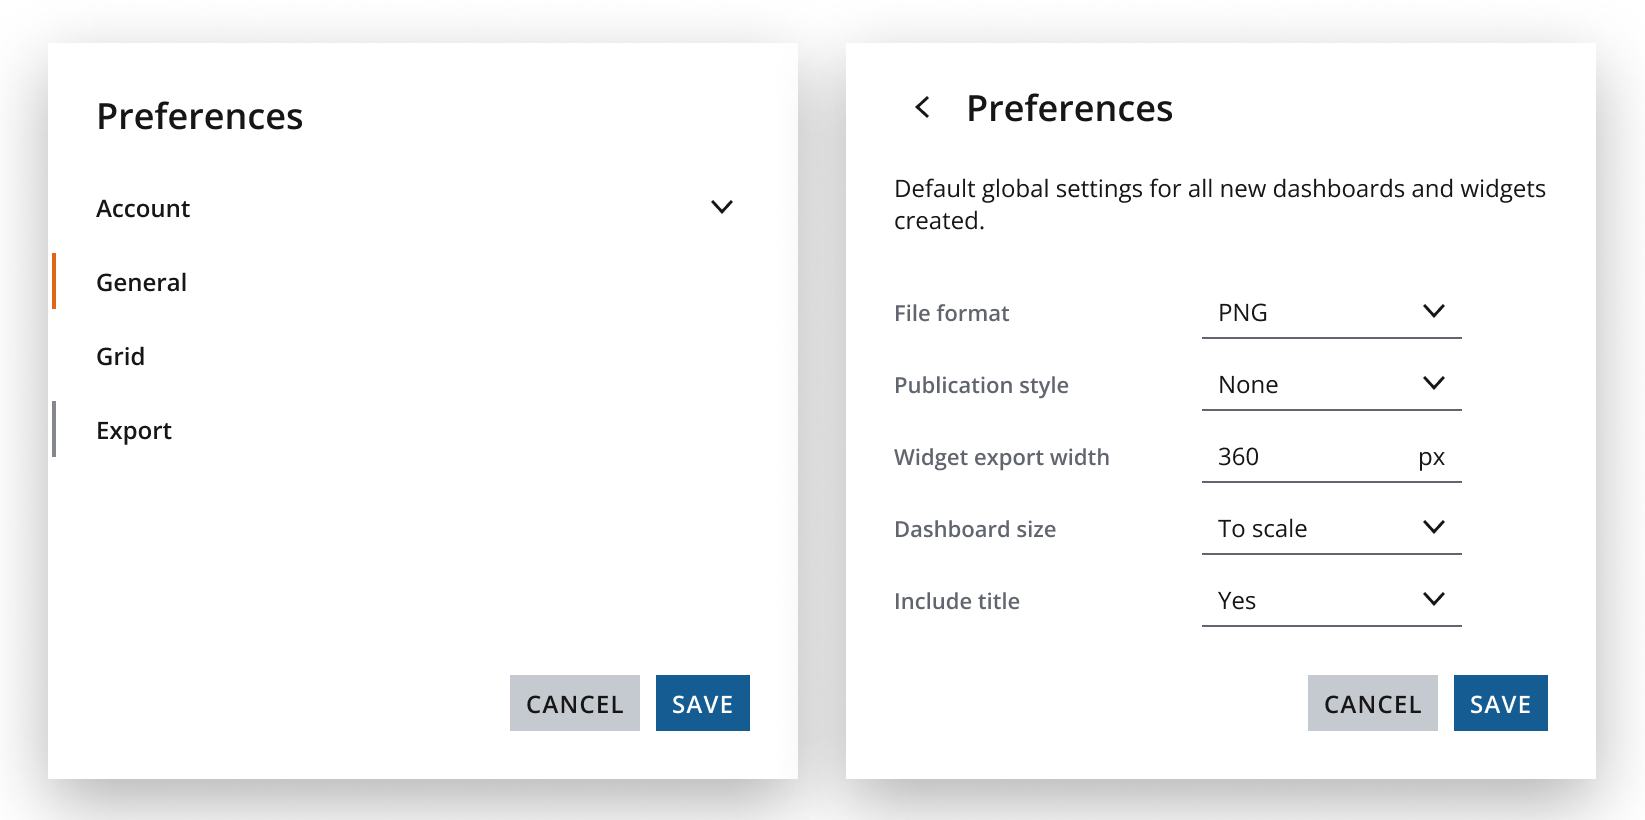 Preferences
Account
General
Grid
Export
CANCEL
SAVE
Preferences
Default global settings for all new dashboards and widgets
created.
File format
PNG
Publication style
None
Widget export width
360
px
Dashboard size
To scale
Include title
Yes
CANCEL
SAVE